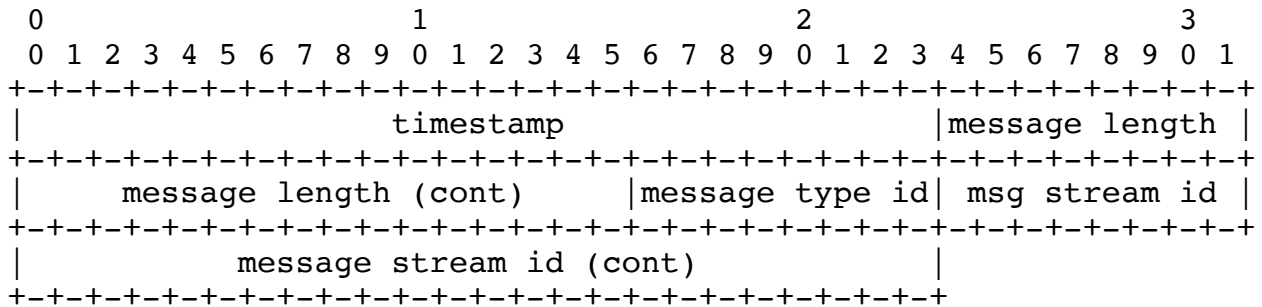 0                   1                   2                   3
 0 1 2 3 4 5 6 7 8 9 0 1 2 3 4 5 6 7 8 9 0 1 2 3 4 5 6 7 8 9 0 1
+-+-+-+-+-+-+-+-+-+-+-+-+-+-+-+-+-+-+-+-+-+-+-+-+-+-+-+-+-+-+-+-+
|                   timestamp                   |message length |
+-+-+-+-+-+-+-+-+-+-+-+-+-+-+-+-+-+-+-+-+-+-+-+-+-+-+-+-+-+-+-+-+
|     message length (cont)     |message type id| msg stream id |
+-+-+-+-+-+-+-+-+-+-+-+-+-+-+-+-+-+-+-+-+-+-+-+-+-+-+-+-+-+-+-+-+
|           message stream id (cont)            |
+-+-+-+-+-+-+-+-+-+-+-+-+-+-+-+-+-+-+-+-+-+-+-+-+